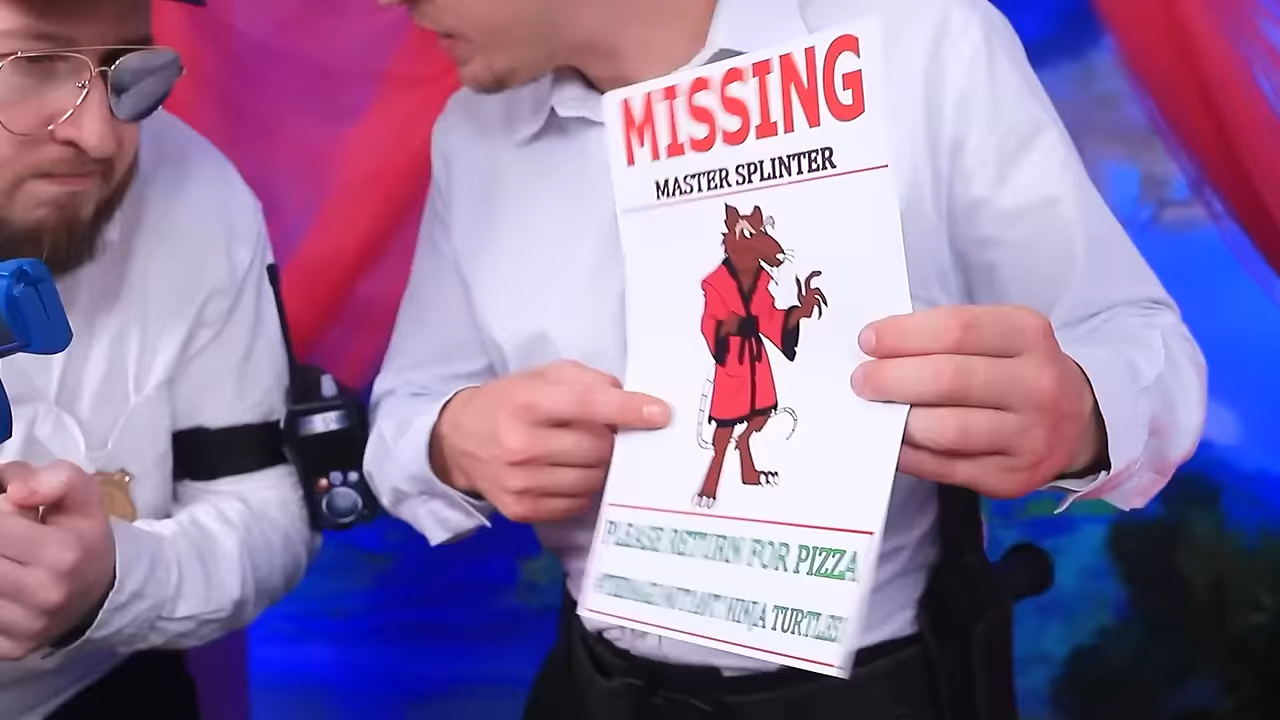 MISSING
MASTER SPLINTER
PLEASE RETURN FOR PIZZA
NINJA TURTLES